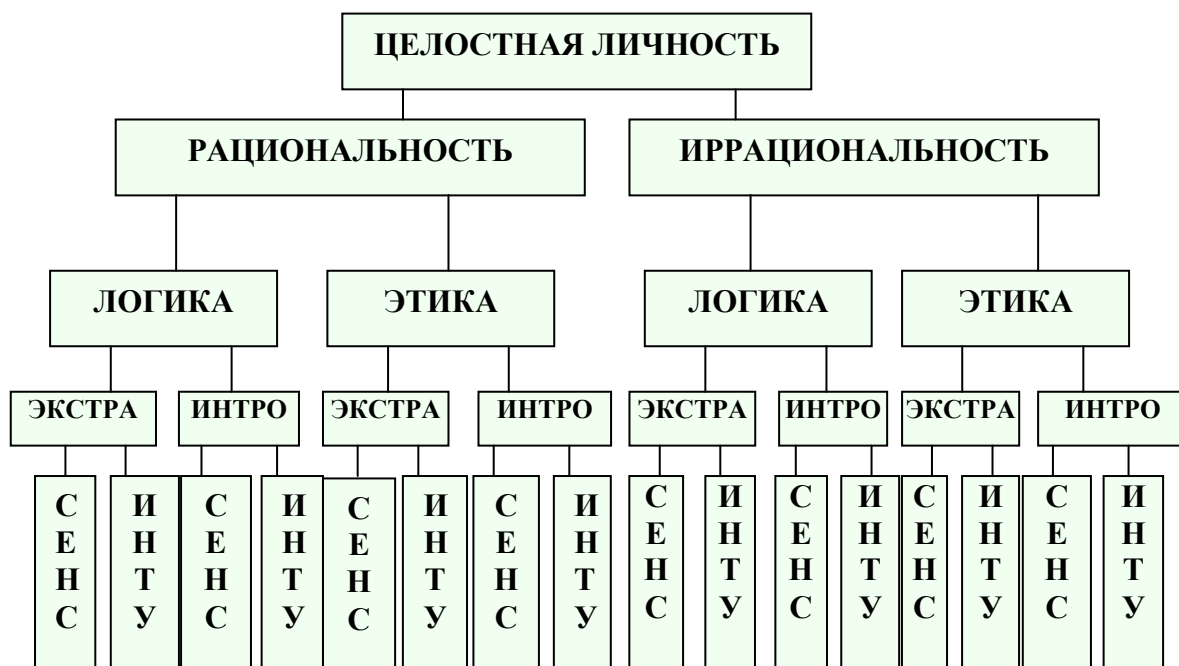 ЦЕЛОСТНАЯ ЛИЧНОСТЬ
РАЦИОНАЛЬНОСТЬ
ИРРАЦИОНАЛЬНОСТЬ
ЛОГИКА
ЭТИКА
ЛОГИКА
ЭТИКА
ЭКСТРА
ИНТРО
ЭКСТРА
ИНТРО
ЭКСТРА
ИНТРО
ЭКСТРА
ИНТРО
СЕНС
ИНТУ
СЕНС
ИНТУ
СЕНС
ИНТУ
СЕНС
ИНТУ
СЕНС
ИНТУ
СЕНС
ИНТУ
СЕНС
ИНТУ
СЕНС
ИНТУ